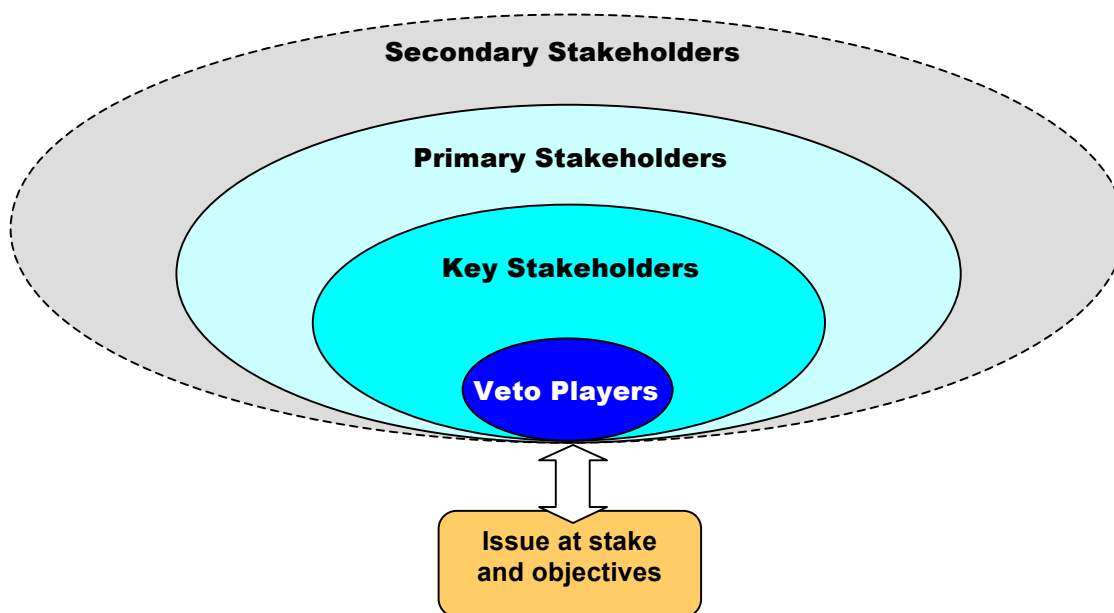 Secondary Stakeholders
Primary Stakeholders
Key Stakeholders
Veto Players
Issue at stake
and objectives